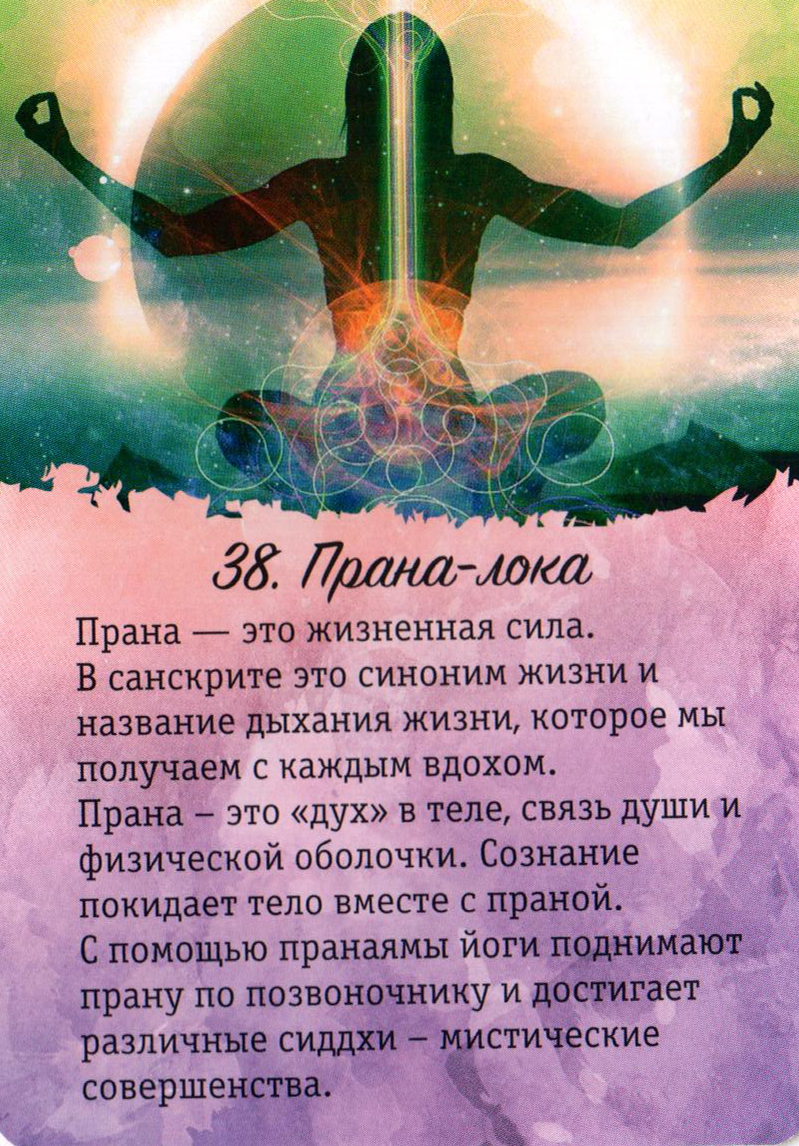 38. Прана-лока
Прана — это жизненная сила.
В санскрите это синоним жизни и
название дыхания жизни, которое мы
получаем с каждым вдохом.
Прана – это «дух» в теле, связь души и
физической оболочки. Сознание
покидает тело вместе с праной.
С помощью пранаямы йоги поднимают
прану по позвоночнику и достигает
различные сиддхи – мистические
совершенства.